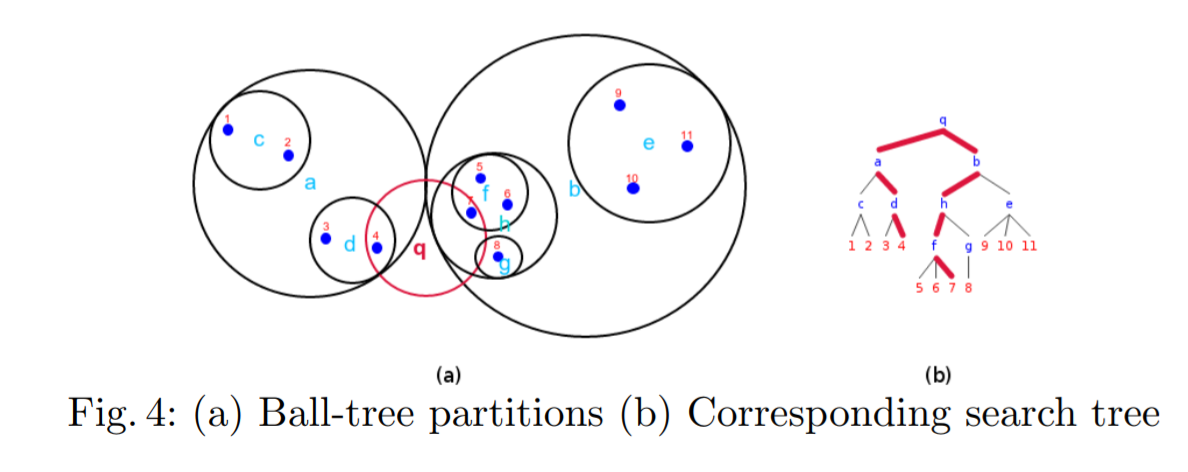 9
1
2
c
11
e
5
a
10
f
6
b
7
h
3
4
8
d
q
g
q
a
b
c d h e
1 2 3 4 f g 9 10 11
5 6 7 8
(a)
(b)
Fig. 4: (a) Ball-tree partitions (b) Corresponding search tree